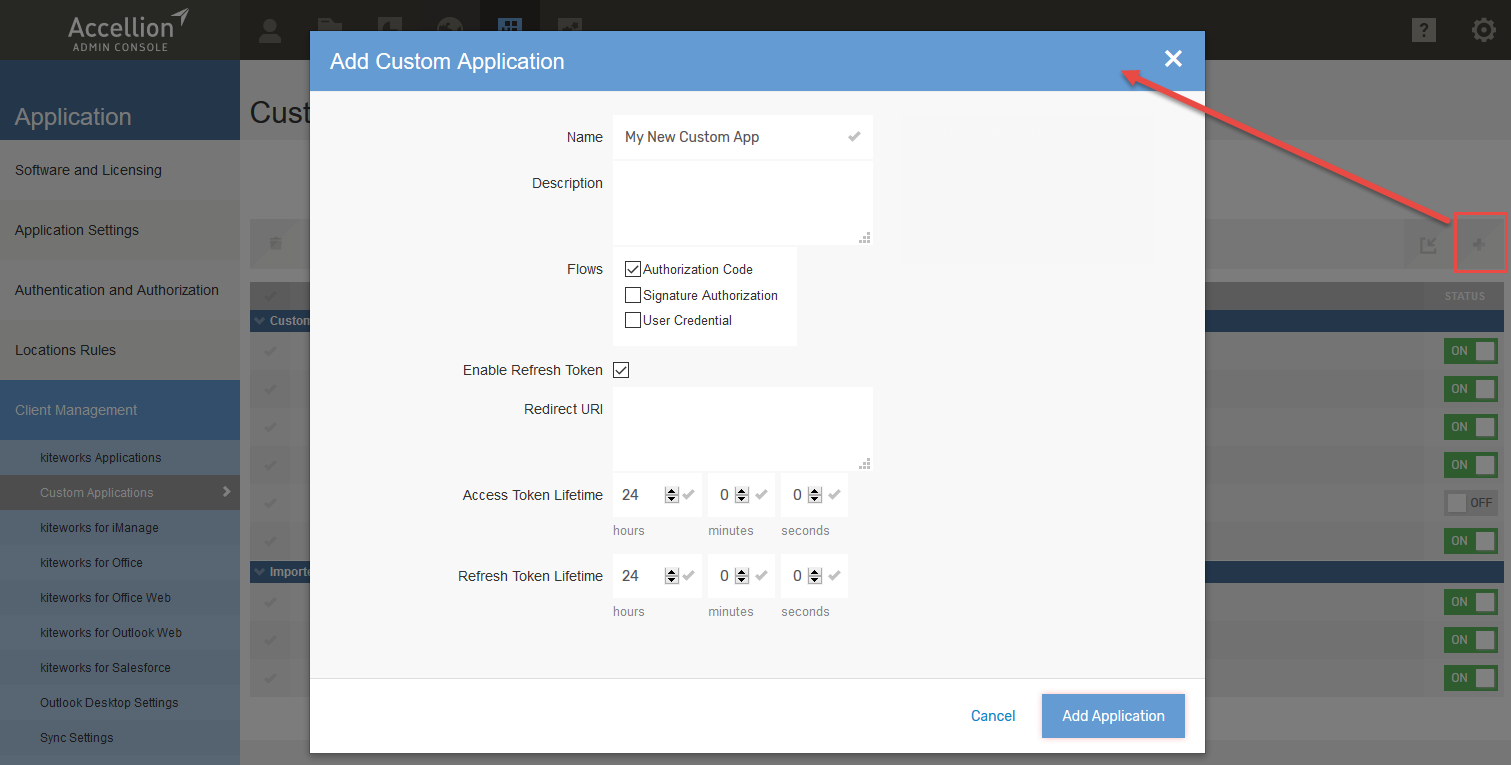 Accellion
ADMIN CONSOLE
?
Application
Software and Licensing
Application Settings
Authentication and Authorization
Locations Rules
Client Management
kiteworks Applications
Custom Applications
kiteworks for iManage
kiteworks for Office
kiteworks for Office Web
kiteworks for Outlook Web
kiteworks for Salesforce
Outlook Desktop Settings
Sync Settings
Cust
Custom
Importe
Add Custom Application
Name My New Custom App
Description
Flows Authorization Code
Signature Authorization
User Credential
Enable Refresh Token
Redirect URI
Access Token Lifetime 24 0 0
hours minutes seconds
Refresh Token Lifetime 24 0 0
hours minutes seconds
Cancel Add Application
STATUS
ON
ON
ON
ON
OFF
ON
ON
ON
ON